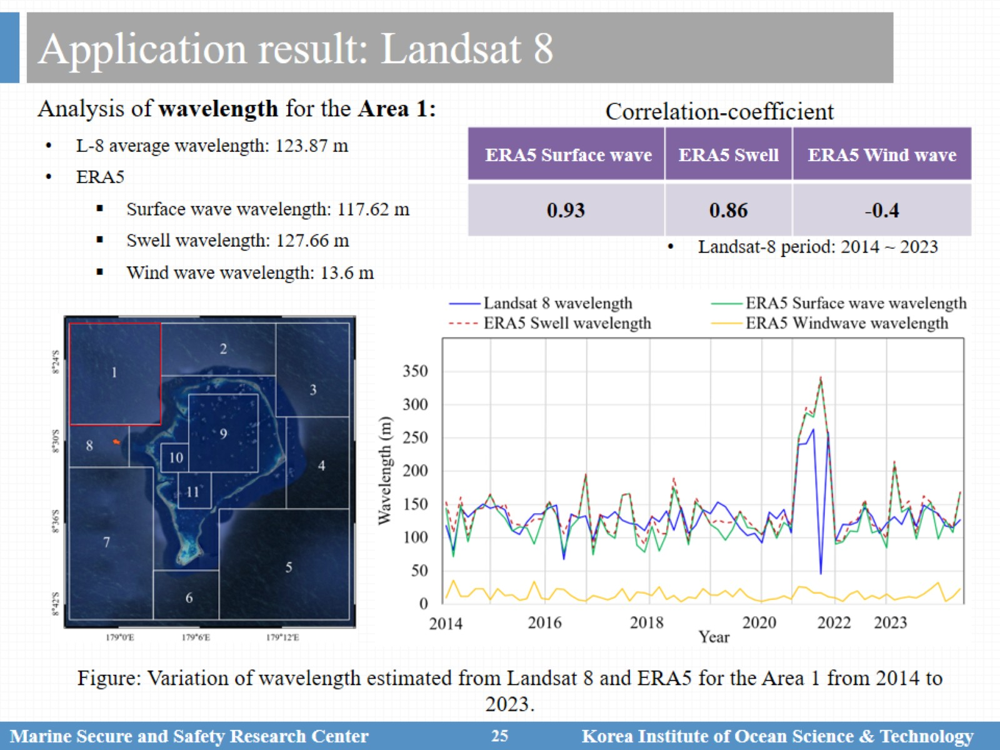 Application result: Landsat 8
Analysis of wavelength for the Area 1:
• L-8 average wavelength: 123.87 m
• ERA5
▪ Surface wave wavelength: 117.62 m
▪ Swell wavelength: 127.66 m
▪ Wind wave wavelength: 13.6 m
Correlation-coefficient
ERA5 Surface wave ERA5 Swell ERA5 Wind wave
0.93 0.86 -0.4
• Landsat-8 period: 2014 ~ 2023
8°24'S
8°30'S
8°36'S
8°42'S
1
2
3
8
9
10
4
11
7
5
6
179°0'E 179°6'E 179°12'E
Landsat 8 wavelength ERA5 Surface wave wavelength
ERA5 Swell wavelength ERA5 Windwave wavelength
Wavelength (m)
350
300
250
200
150
100
50
0
2014 2016 2018 2020 2022 2023
Year
Figure: Variation of wavelength estimated from Landsat 8 and ERA5 for the Area 1 from 2014 to
2023.
Marine Secure and Safety Research Center 25 Korea Institute of Ocean Science & Technology